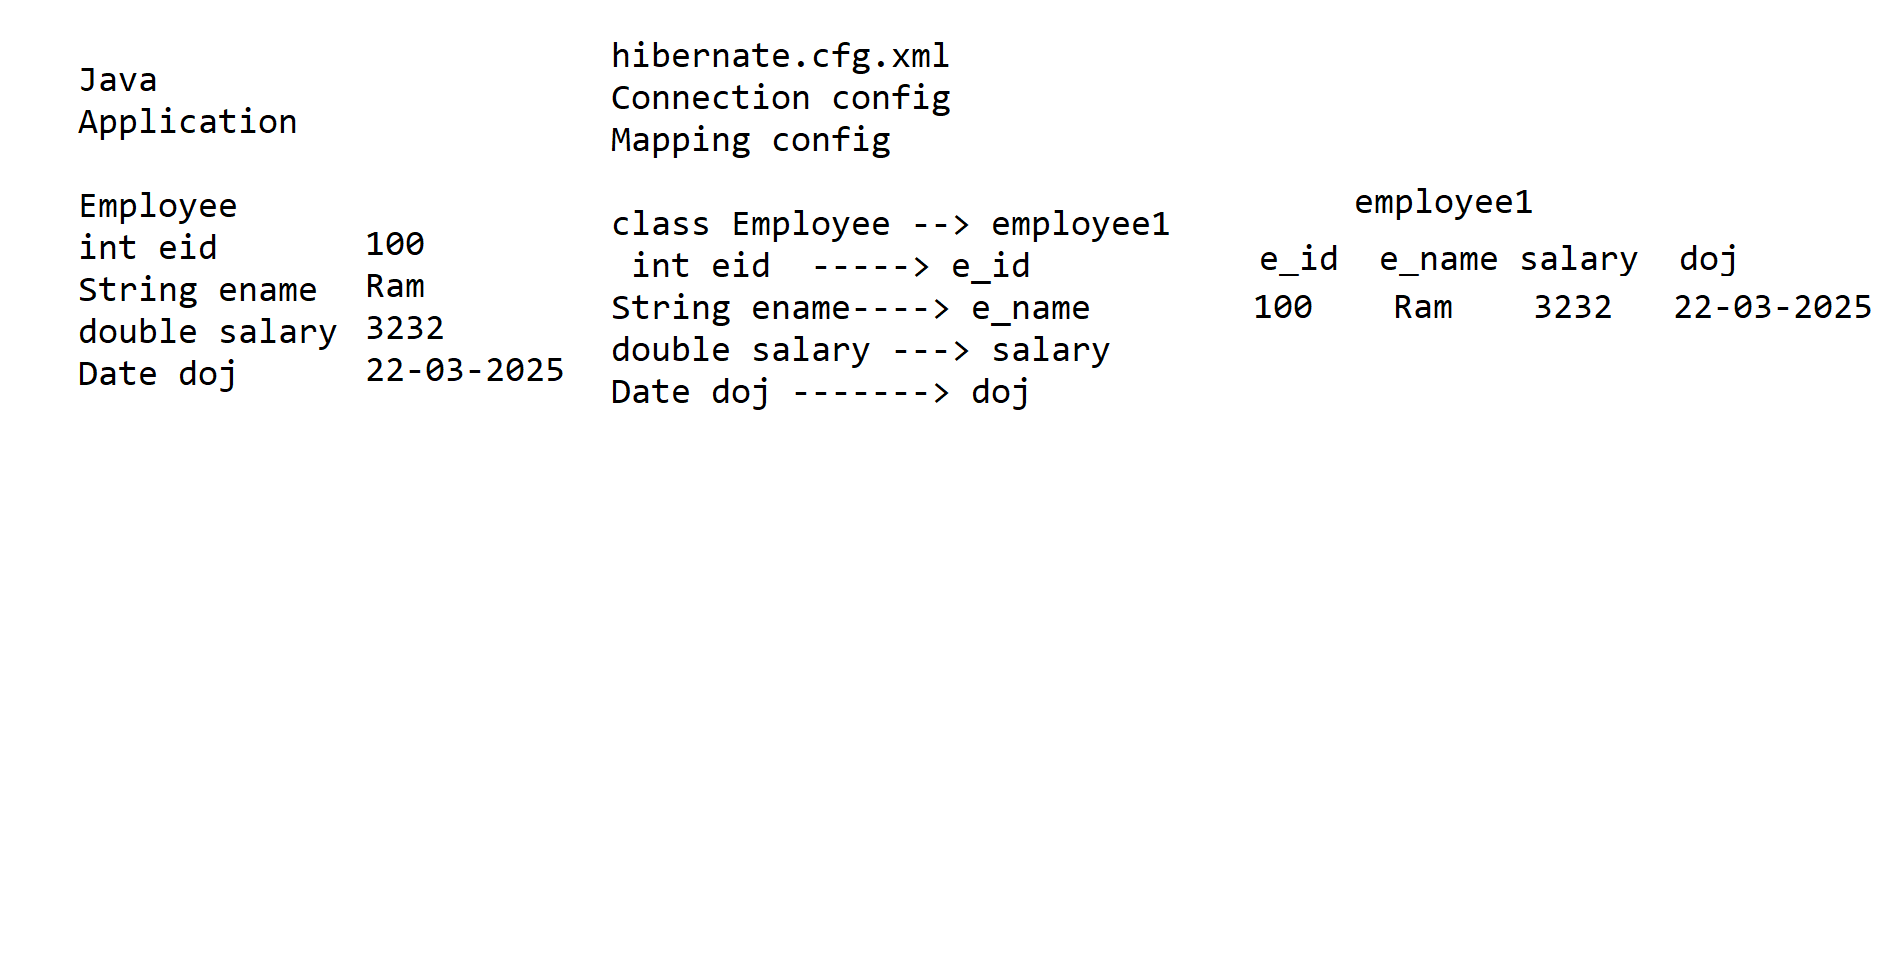 Java
Application
Employee
int eid 100
String ename Ram
double salary 3232
Date doj 22-03-2025
hibernate.cfg.xml
Connection config
Mapping config
class Employee --> employee1
int eid -----> e_id
String ename----> e_name
double salary ---> salary
Date doj -------> doj
employee1
e_id e_name salary doj
100 Ram 3232 22-03-2025